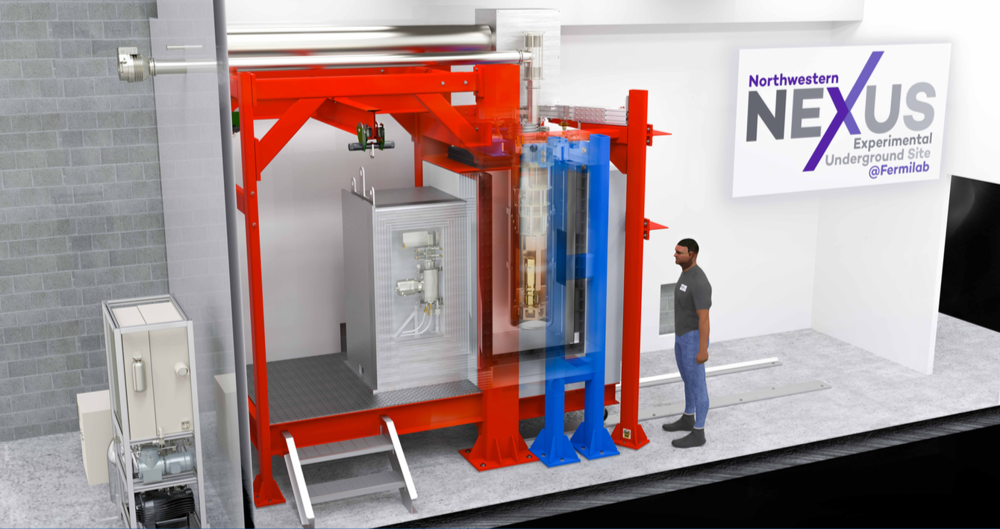 Northwestern
NEXUS
Experimental
Underground Site
@Fermilab